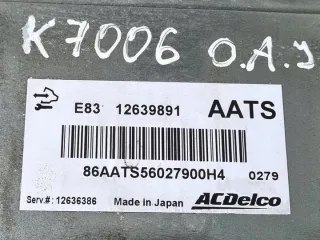 K7006 O.A.J
E83 12639891 AATS
86AATS56027900H4 0279
Serv.#: 12636386 Made in Japan ACDelco